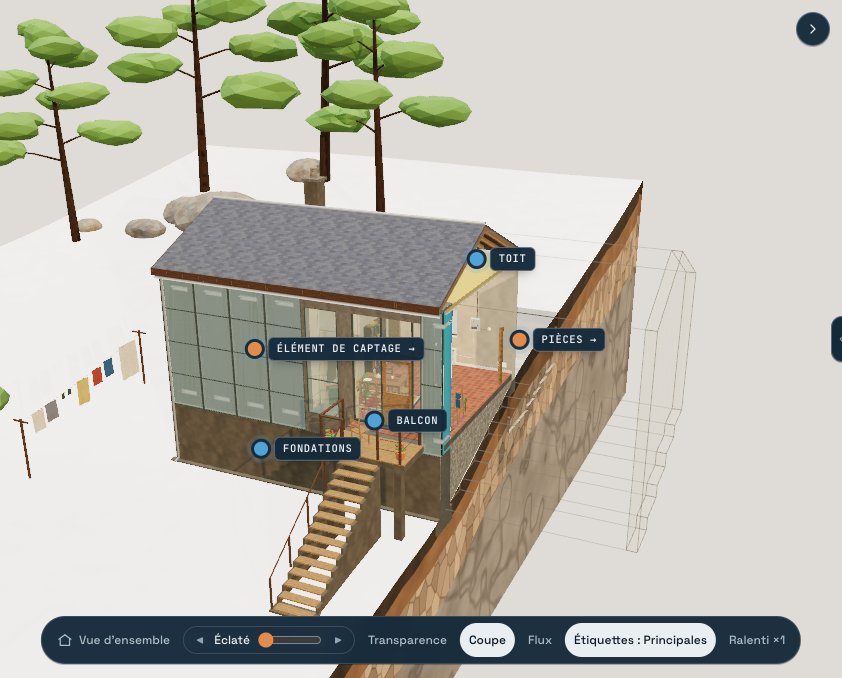 TOIT
PIÈCES →
ÉLÉMENT DE CAPTAGE →
BALCON
FONDATIONS
Vue d'ensemble
◄ Éclaté ►
Transparence
Coupe
Flux
Étiquettes : Principales
Ralenti ×1